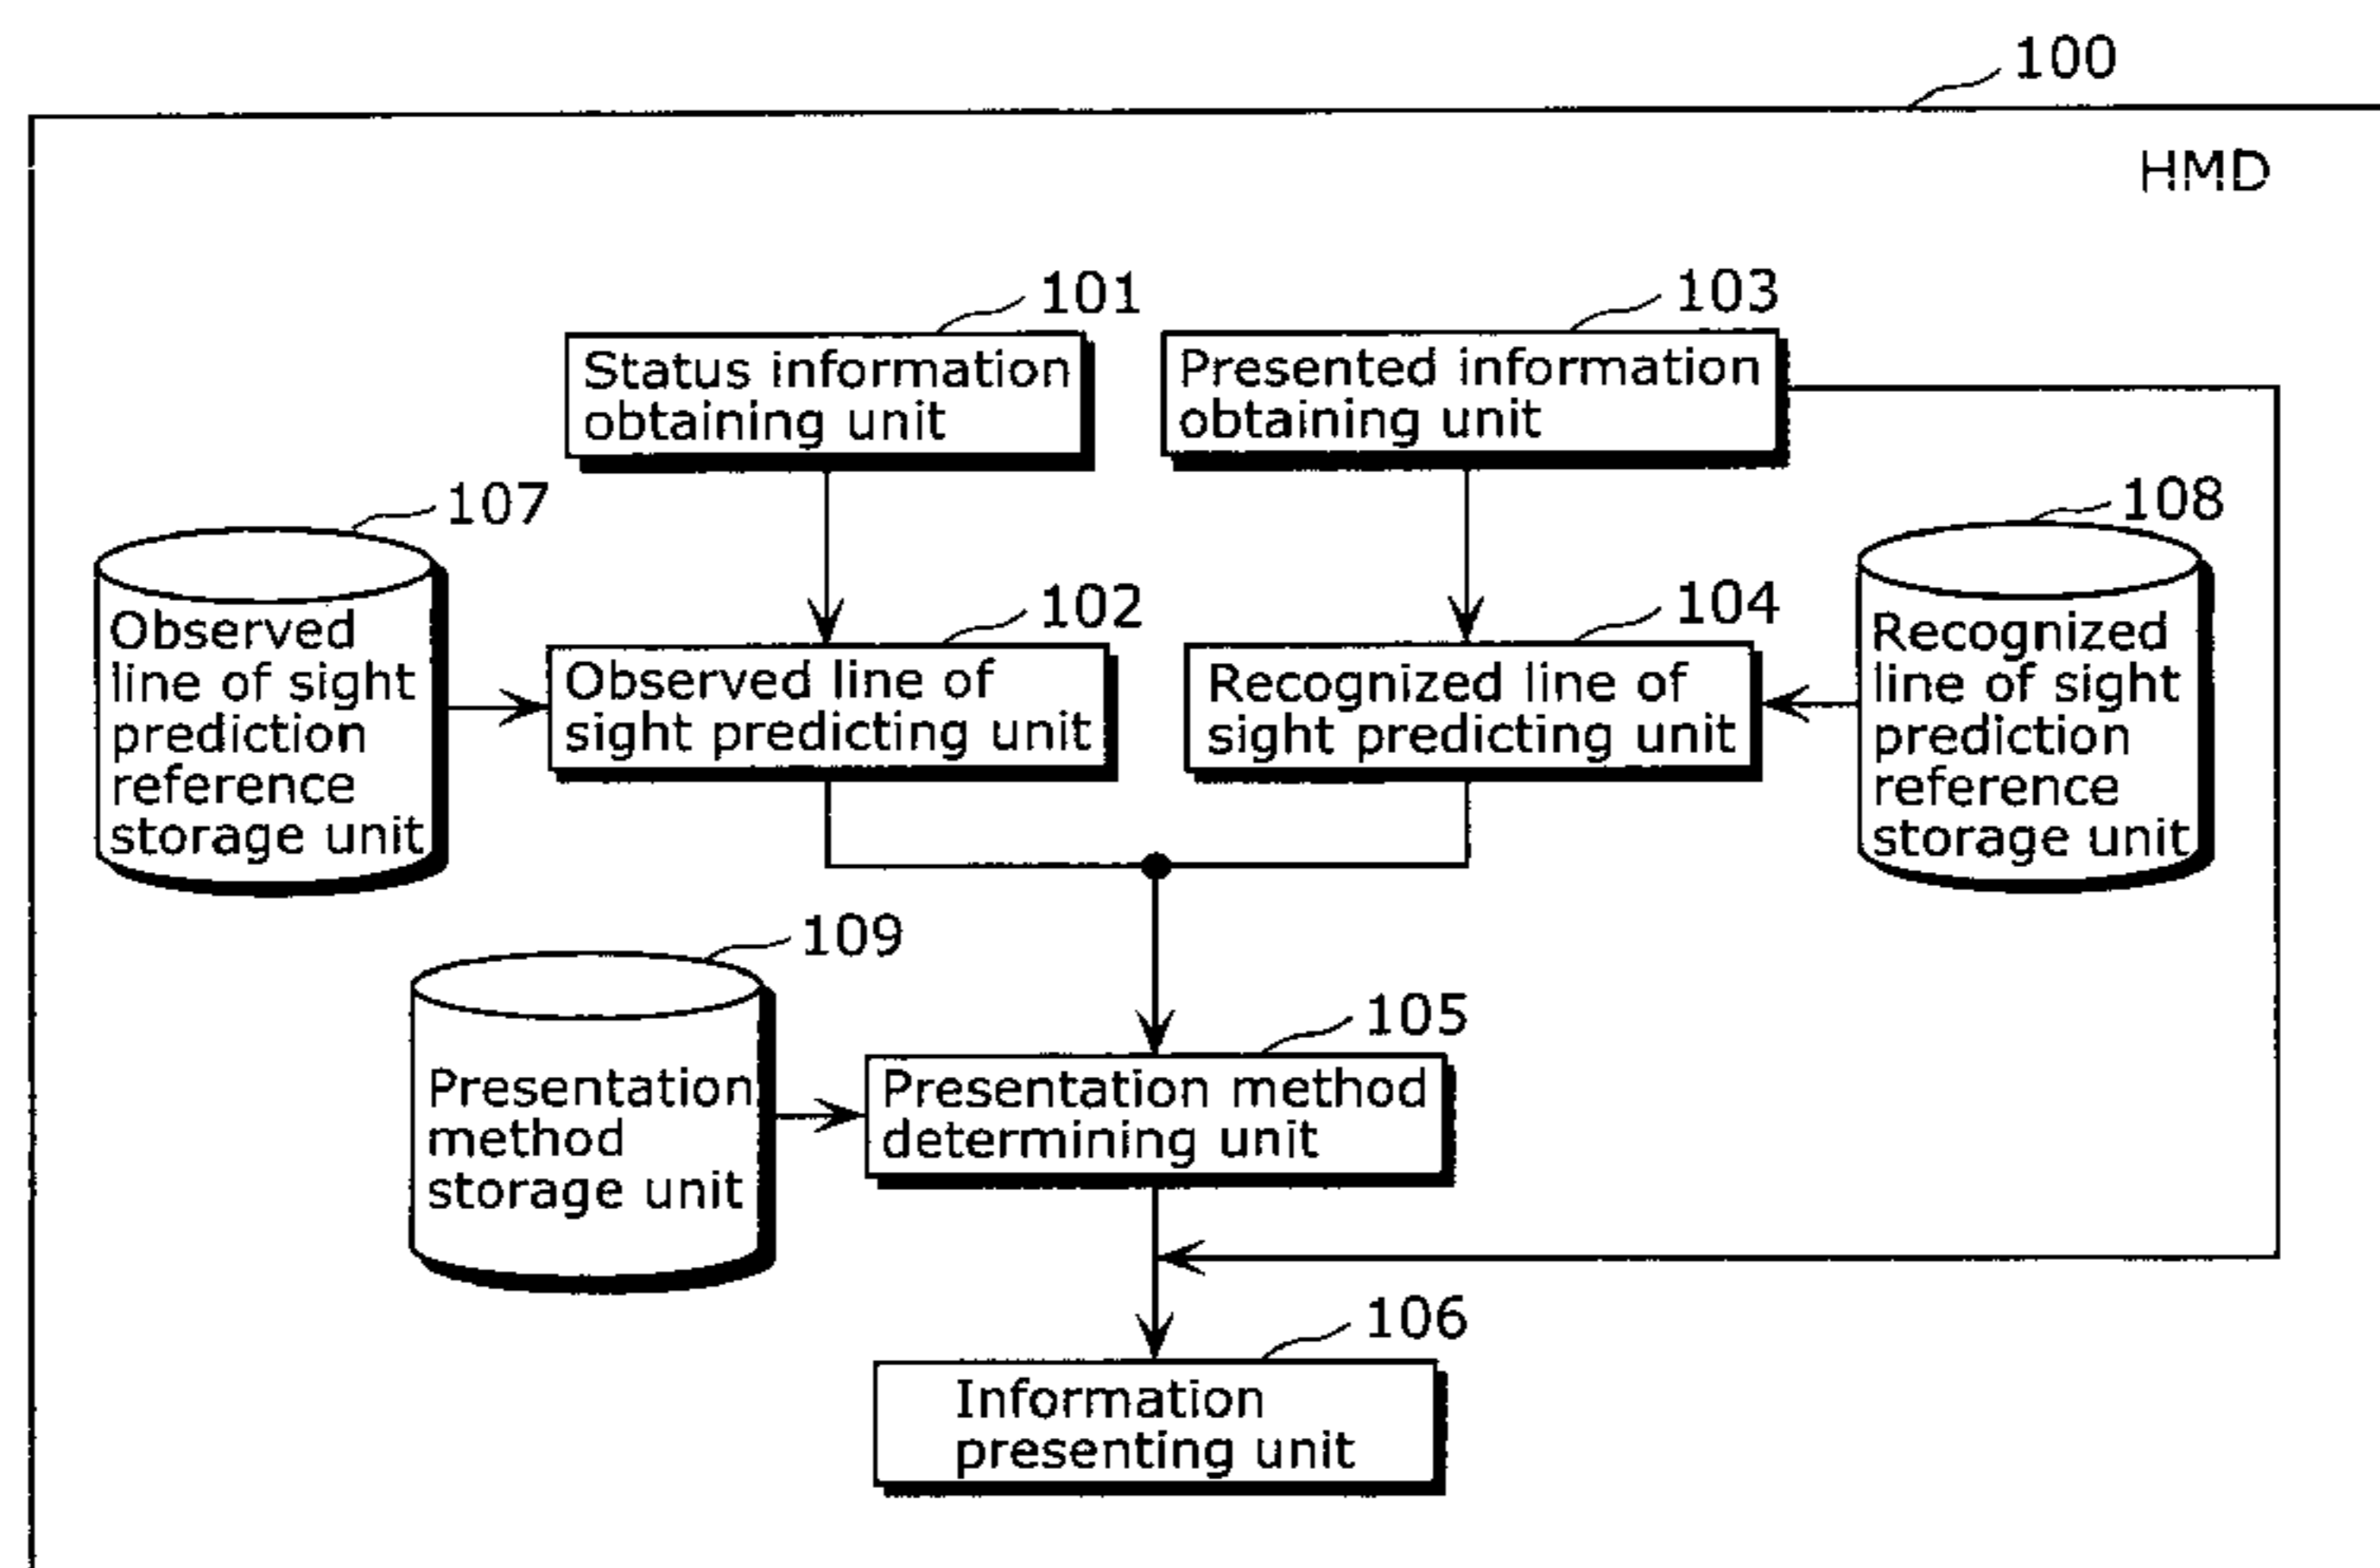 100
HMD
101
Status information
obtaining unit
103
Presented information
obtaining unit
107
Observed
line of sight
prediction
reference
storage unit
102
Observed line of
sight predicting unit
104
Recognized line of
sight predicting unit
108
Recognized
line of sight
prediction
reference
storage unit
109
Presentation
method
storage unit
105
Presentation method
determining unit
106
Information
presenting unit